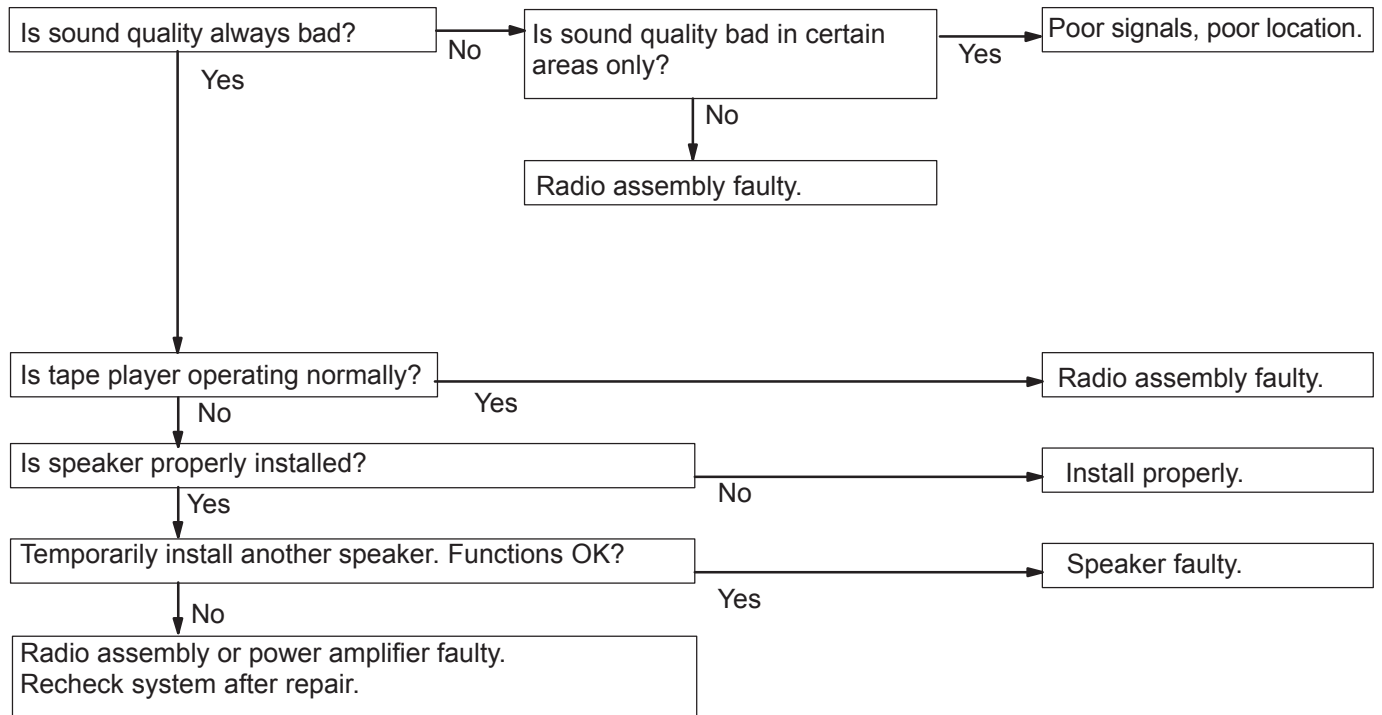 Is sound quality always bad?
No
Is sound quality bad in certain
areas only?
Yes
Poor signals, poor location.
Yes
No
Radio assembly faulty.
Is tape player operating normally?
Yes
Radio assembly faulty.
No
Is speaker properly installed?
No
Install properly.
Yes
Temporarily install another speaker. Functions OK?
Yes
Speaker faulty.
No
Radio assembly or power amplifier faulty.
Recheck system after repair.